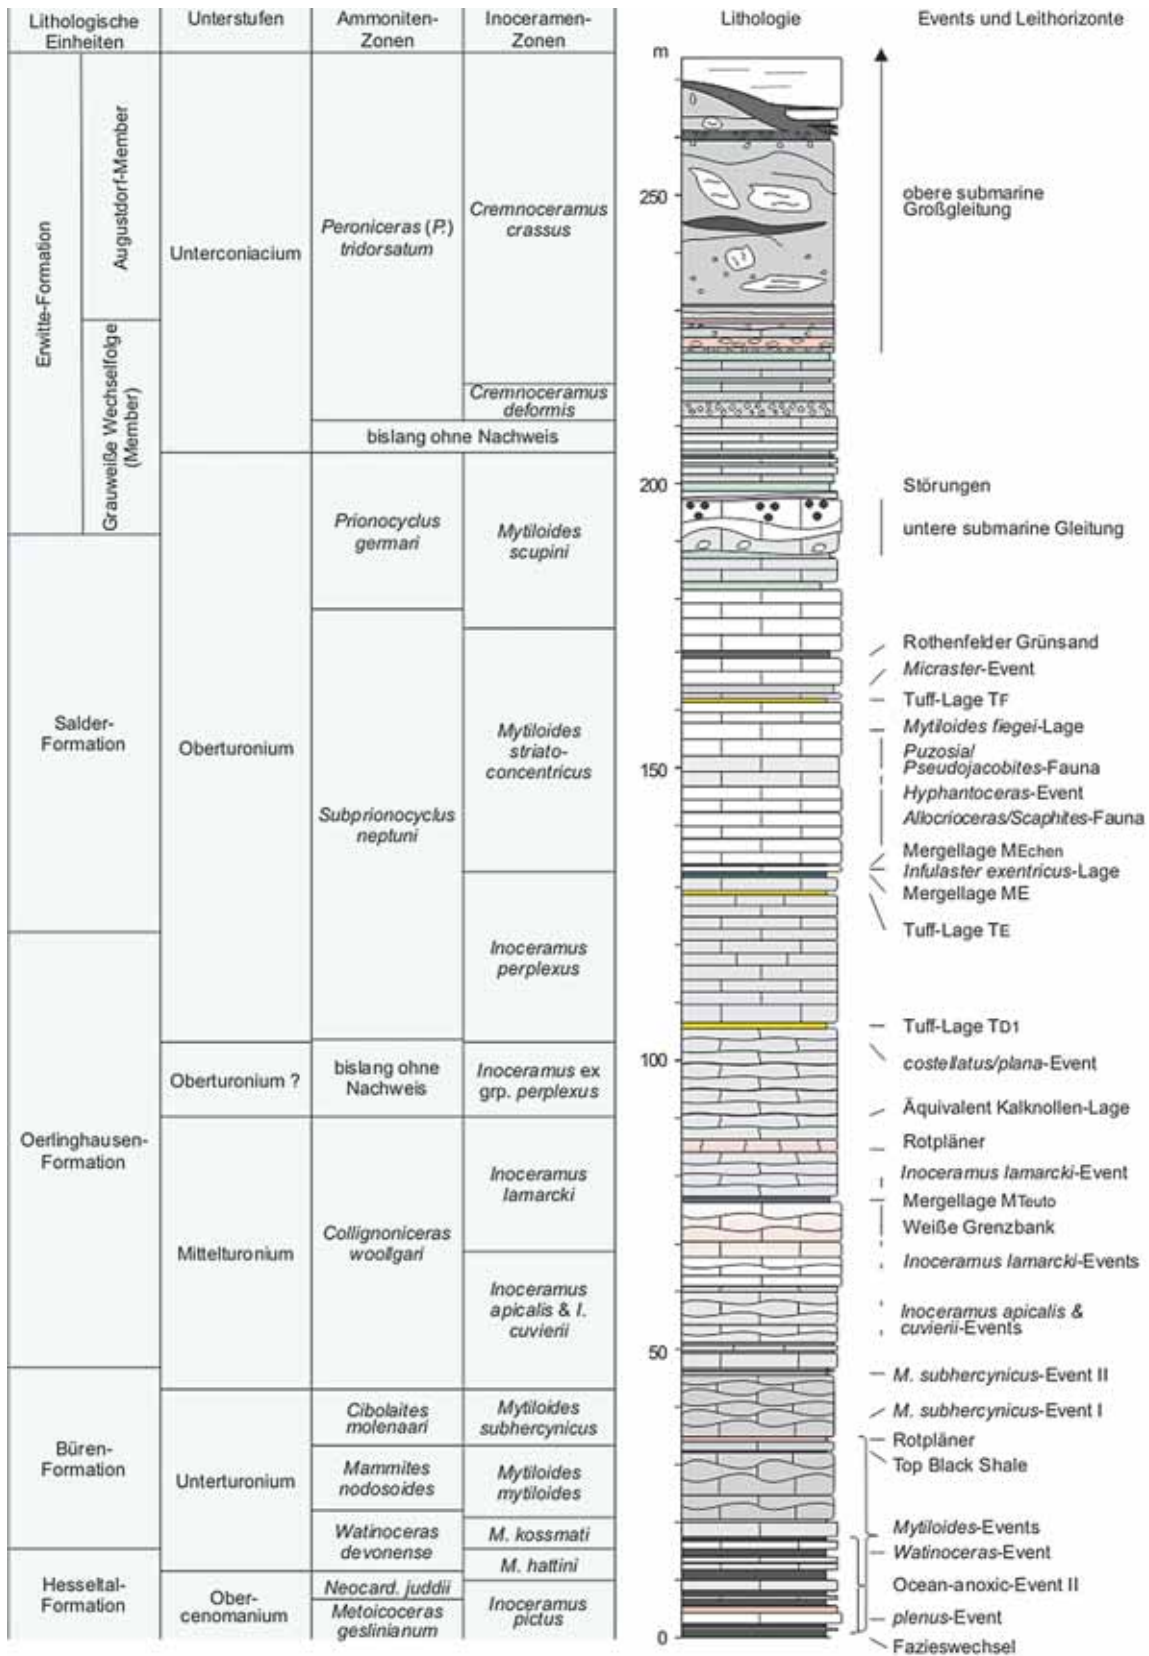 Lithologische
Einheiten
Unterstufen
Ammoniten-
Zonen
Inoceramen-
Zonen
Lithologie
Events und Leithorizonte
Erwitte-Formation
Augustdorf-Member
Grauweiße Wechselfolge
(Member)
Salder-
Formation
Oerlinghausen-
Formation
Büren-
Formation
Hesseltal-
Formation
Unterconiacium
Oberturonium
Oberturonium ?
Mittelturonium
Unterturonium
Ober-
cenomanium
Peroniceras (P.)
tridorsatum
bislang ohne Nachweis
Prionocyclus
germari
Subprionocyclus
neptuni
bislang ohne
Nachweis
Collignoniceras
woollgari
Cibolaites
molenaari
Mammites
nodosoides
Watinoceras
devonense
Neocard. juddii
Metoicoceras
geslinianum
Cremnoceramus
crassus
Cremnoceramus
deformis
Mytiloides
scupini
Mytiloides
striato-
concentricus
Inoceramus
perplexus
Inoceramus ex
grp. perplexus
Inoceramus
lamarcki
Inoceramus
apicalis & I.
cuvierii
Mytiloides
subhercynicus
Mytiloides
mytiloides
M. kossmati
M. hattini
Inoceramus
pictus
m
250
200
150
100
50
0
obere submarine
Großgleitung
Störungen
untere submarine Gleitung
Rothenfelder Grünsand
Micraster-Event
Tuff-Lage TF
Mytiloides fiegei-Lage
Puzosia/
Pseudojacobites-Fauna
Hyphantoceras-Event
Allocrioceras/Scaphites-Fauna
Mergellage MEchen
Infulaster exentricus-Lage
Mergellage ME
Tuff-Lage TE
Tuff-Lage TD1
costellatus/plana-Event
Äquivalent Kalknollen-Lage
Rotpläner
Inoceramus lamarcki-Event
Mergellage MTeuto
Weiße Grenzbank
Inoceramus lamarcki-Events
Inoceramus apicalis &
cuvierii-Events
M. subhercynicus-Event II
M. subhercynicus-Event I
Rotpläner
Top Black Shale
Mytiloides-Events
Watinoceras-Event
Ocean-anoxic-Event II
plenus-Event
Fazieswechsel